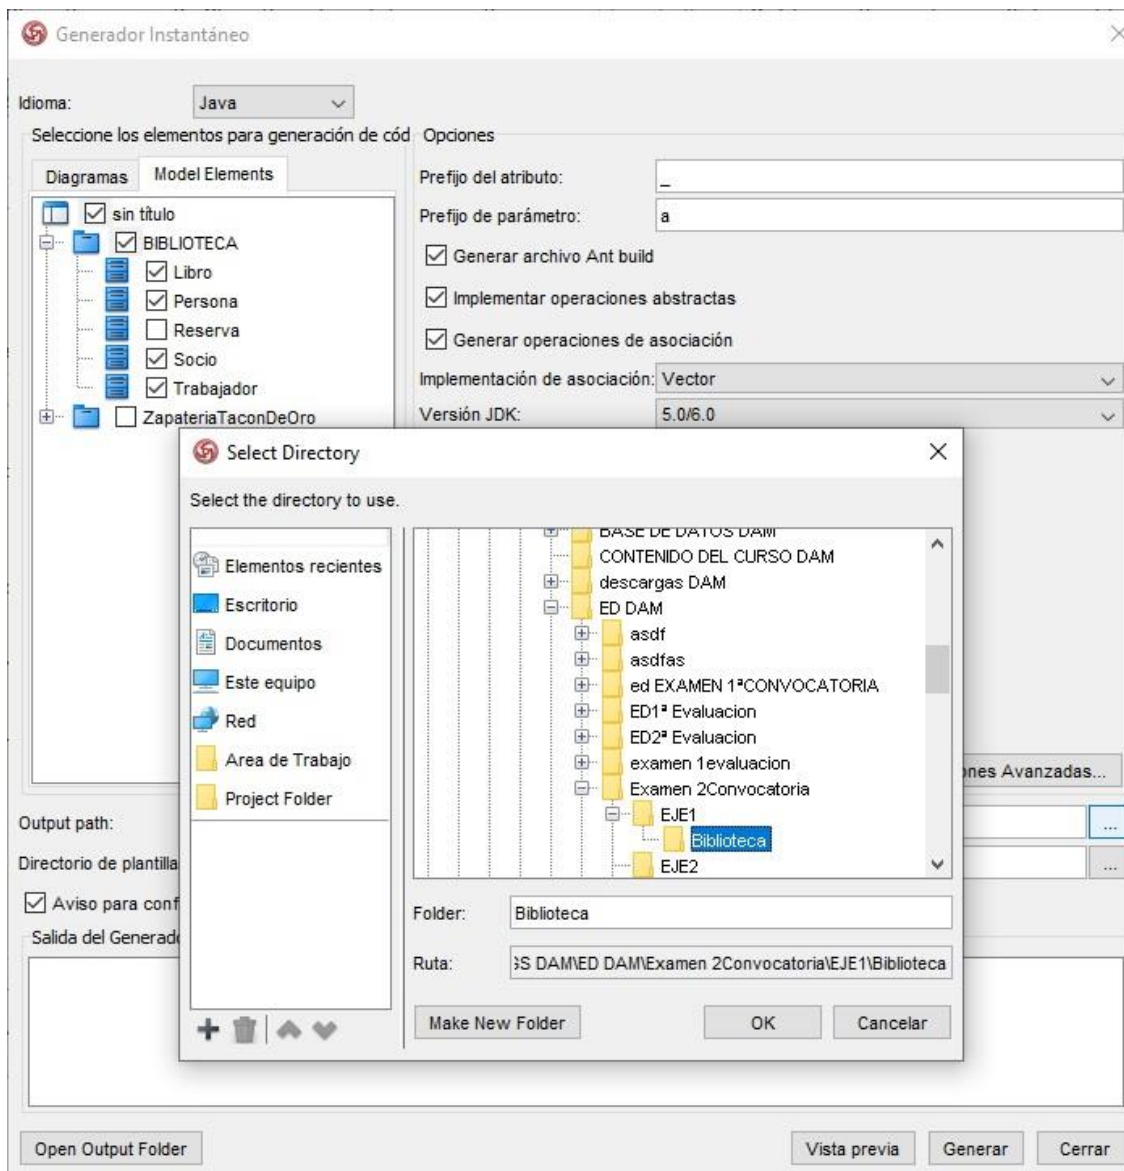 Generador Instantáneo
Idioma: Java
Seleccione los elementos para generación de cód
Opciones
Diagramas Model Elements
sin título
BIBLIOTECA
Libro
Persona
Reserva
Socio
Trabajador
ZapateriaTaconDeOro
Prefijo del atributo: _
Prefijo de parámetro: a
Generar archivo Ant build
Implementar operaciones abstractas
Generar operaciones de asociación
Implementación de asociación: Vector
Versión JDK: 5.0/6.0
Select Directory
Select the directory to use.
Elementos recientes
Escritorio
Documentos
Este equipo
Red
Area de Trabajo
Project Folder
BASE DE DATOS DAM
CONTENIDO DEL CURSO DAM
descargas DAM
ED DAM
asdf
asdfas
ed EXAMEN 1ªCONVOCATORIA
ED1ª Evaluacion
ED2ª Evaluacion
examen 1evaluacion
Examen 2Convocatoria
EJE1
Biblioteca
EJE2
Folder: Biblioteca
Ruta: SS DAM\ED DAM\Examen 2Convocatoria\EJE1\Biblioteca
Make New Folder OK Cancelar
ones Avanzadas...
Output path: ...
Directorio de plantilla ...
Aviso para conf
Salida del Generado
Open Output Folder Vista previa Generar Cerrar